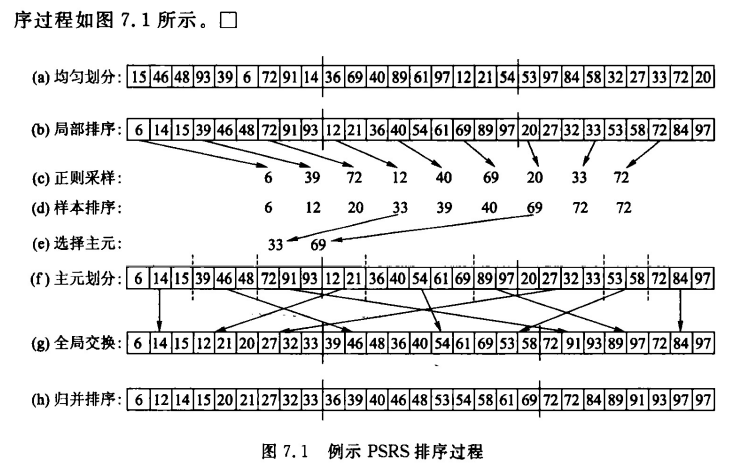 序过程如图7.1所示。□
(a) 均匀划分: 15 46 48 93 39 6 72 91 14 36 69 40 89 61 97 12 21 54 53 97 84 58 32 27 33 72 20
(b) 局部排序: 6 14 15 39 46 48 72 91 93 12 21 36 40 54 61 69 89 97 20 27 32 33 53 58 72 84 97
(c) 正则采样: 6 39 72 12 40 69 20 33 72
(d) 样本排序: 6 12 20 33 39 40 69 72 72
(e) 选择主元: 33 69
(f) 主元划分: 6 14 15 39 46 48 72 91 93 12 21 36 40 54 61 69 89 97 20 27 32 33 53 58 72 84 97
(g) 全局交换: 6 14 15 12 21 20 27 32 33 39 46 48 36 40 54 61 69 53 58 72 91 93 89 97 72 84 97
(h) 归并排序: 6 12 14 15 20 21 27 32 33 36 39 40 46 48 53 54 58 61 69 72 72 84 89 91 93 97 97
图 7.1 例示 PSRS 排序过程